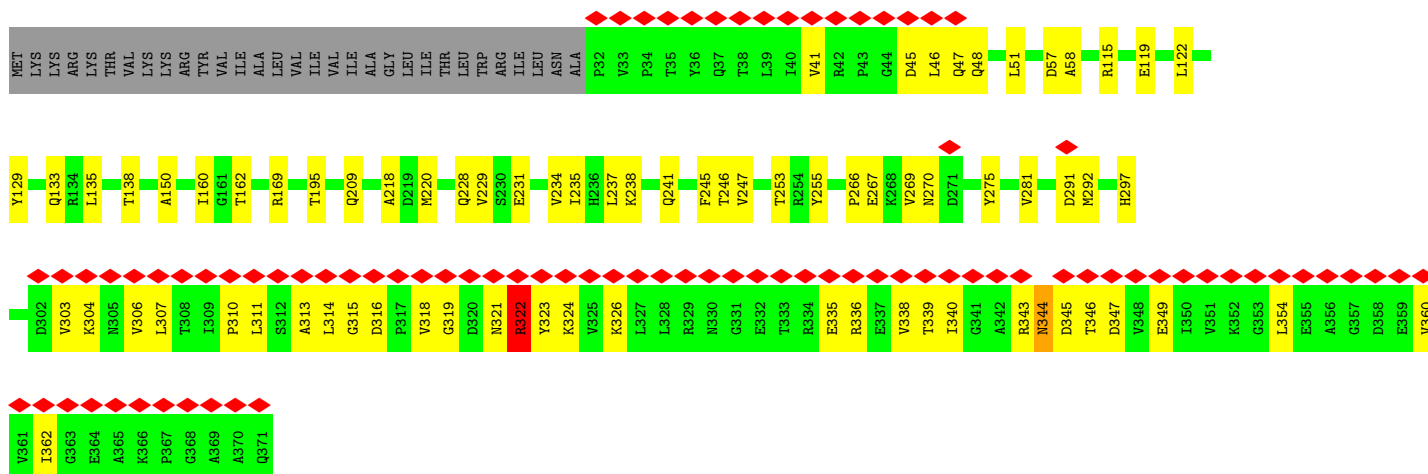 MET LYS LYS ARG LYS THR VAL LYS LYS ARG TYR VAL ILE ALA LEU VAL ILE VAL ILE ALA GLY LEU ILE THR LEU TRP ARG ILE LEU ASN ALA P32 V33 P34 T35 Y36 Q37 T38 L39 I40 V41 R42 P43 G44 D45 L46 Q47 Q48 L51 D57 A58 R115 E119 L122
Y129 Q133 R134 L135 T138 A150 I160 G161 T162 R169 T195 Q209 A218 D219 M220 Q228 V229 S230 E231 V234 I235 H236 L237 K238 Q241 F245 T246 V247 T253 R254 Y255 P266 E267 K268 V269 N270 D271 Y275 V281 D291 M292 H297
D302 V303 K304 N305 V306 L307 T308 I309 P310 L311 S312 A313 L314 G315 D316 P317 V318 G319 D320 N321 R322 Y323 K324 V325 K326 L327 L328 R329 N330 G331 E332 T333 R334 E335 R336 E337 V338 T339 I340 G341 A342 R343 N344 D345 T346 D347 V348 E349 I350 V351 K352 G353 L354 E355 A356 G357 D358 E359 V360
V361 I362 G363 E364 A365 K366 P367 G368 A369 A370 Q371